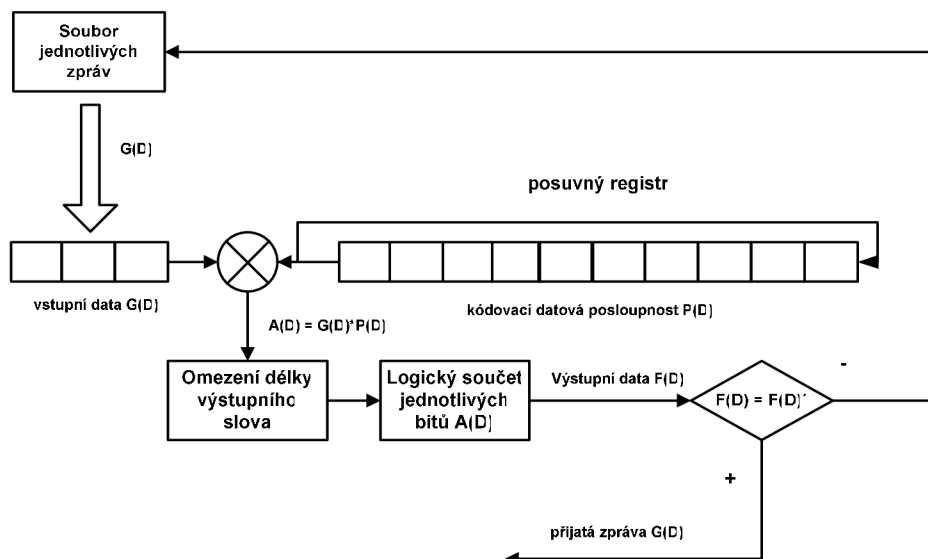 Soubor
jednotlivých
zpráv
G(D)
posuvný registr
vstupní data G(D)
kódovací datová posloupnost P(D)
A(D) = G(D)*P(D)
Omezení délky
výstupního
slova
Logický součet
jednotlivých
bitů A(D)
Výstupní data F(D)
F(D) = F(D)´
-
+
přijatá zpráva G(D)